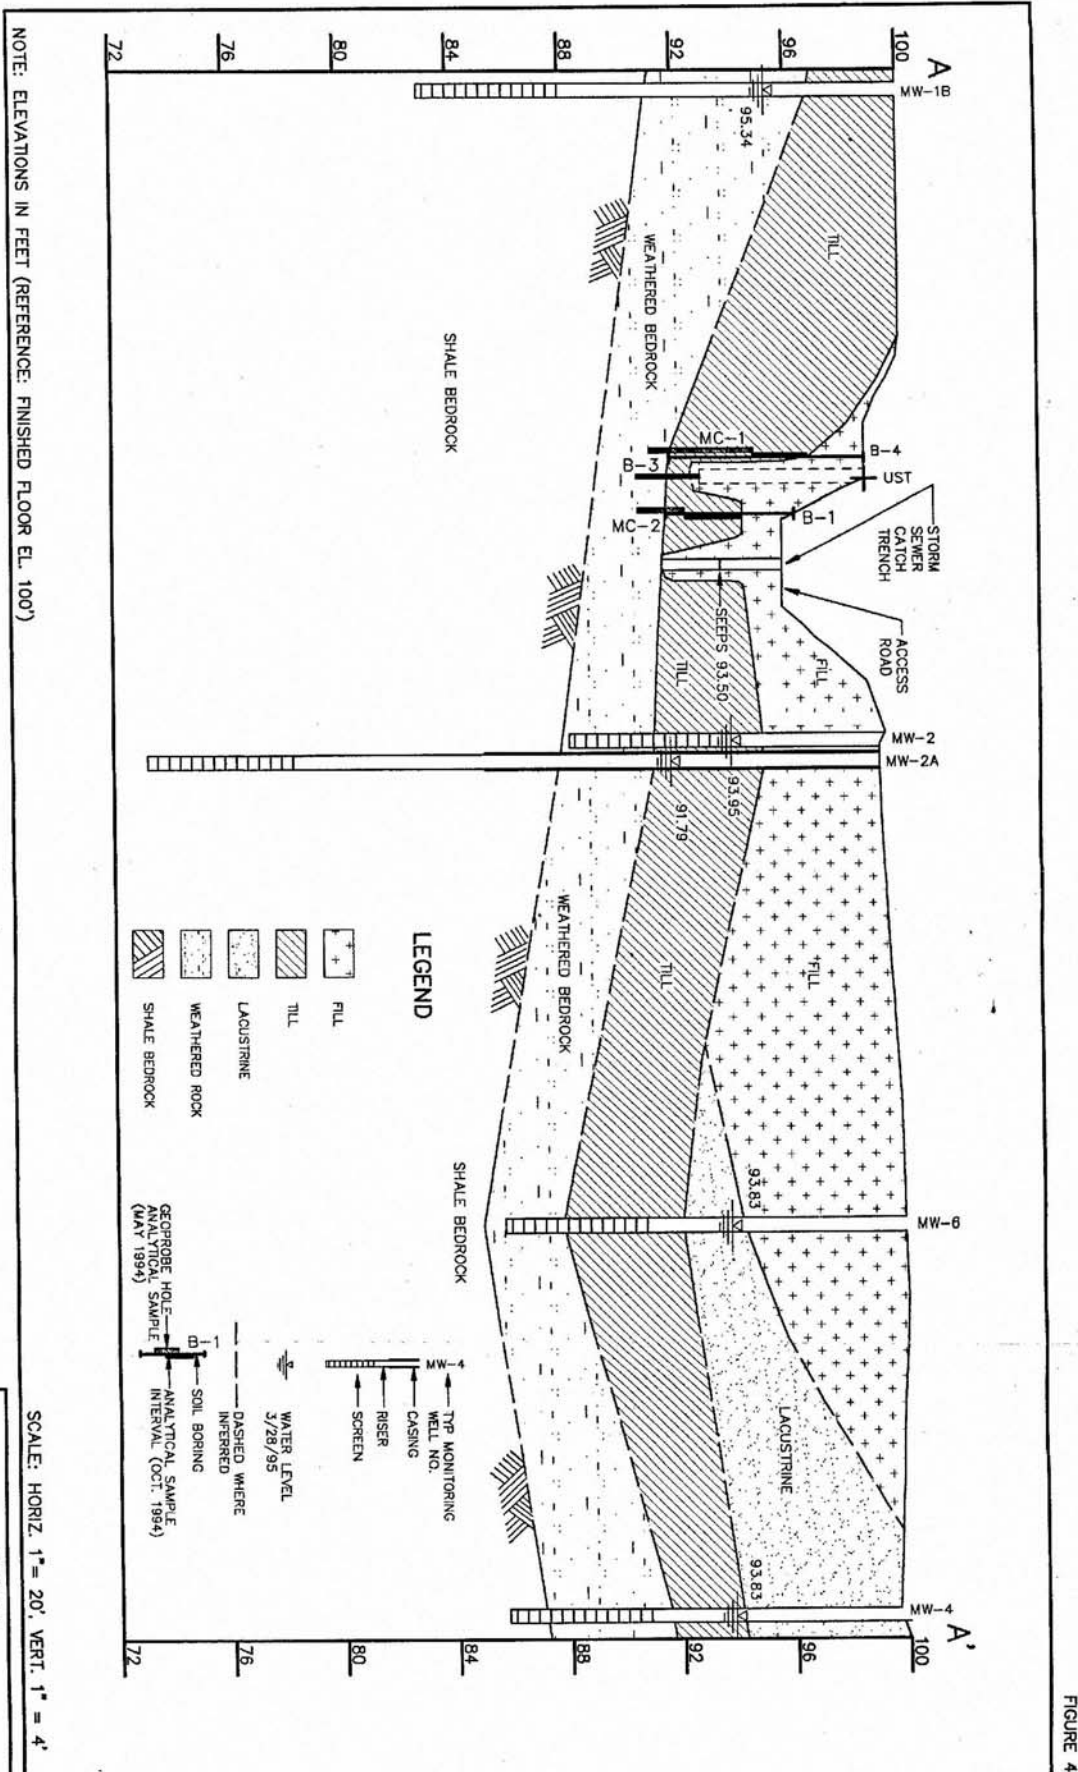 FIGURE 4
A
A'
100
96
92
88
84
80
76
72
100
96
92
88
84
80
76
72
MW-1B
95.34
TILL
WEATHERED BEDROCK
SHALE BEDROCK
MC-1
B-4
B-3
UST
MC-2
B-1
STORM
SEWER
CATCH
TRENCH
ACCESS
ROAD
SEEPS 93.50
FILL
TILL
MW-2
MW-2A
93.95
91.79
FILL
TILL
WEATHERED BEDROCK
SHALE BEDROCK
93.83
MW-6
LACUSTRINE
93.83
MW-4
LEGEND
FILL
TILL
LACUSTRINE
WEATHERED ROCK
SHALE BEDROCK
MW-4
TYP MONITORING
WELL NO.
CASING
RISER
SCREEN
WATER LEVEL
3/28/95
DASHED WHERE
INFERRED
B-1
SOIL BORING
ANALYTICAL SAMPLE
INTERVAL (OCT. 1994)
GEOPROBE HOLE
ANALYTICAL SAMPLE
(MAY 1994)
NOTE: ELEVATIONS IN FEET (REFERENCE: FINISHED FLOOR EL. 100')
SCALE: HORIZ. 1"= 20', VERT. 1" = 4'